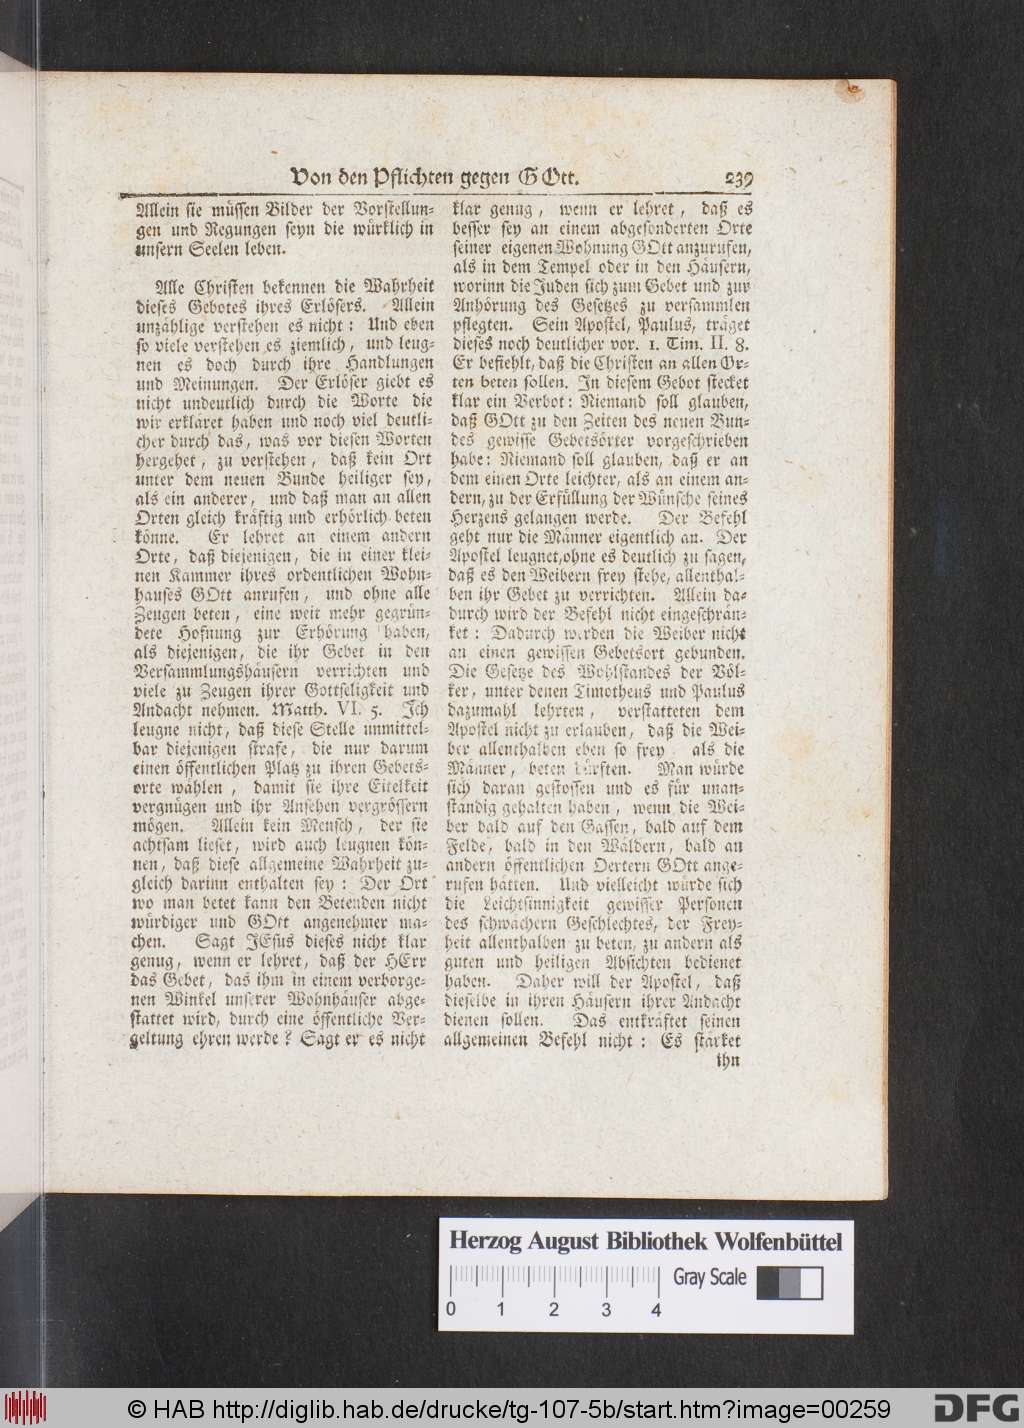 Von den Pflichten gegen GOtt. 239
Allein sie müssen Bilder der Vorstellun-
gen und Regungen seyn die würklich in
unsern Seelen leben.
Alle Christen bekennen die Wahrheit
dieses Gebotes ihres Erlösers. Allein
unzählige verstehen es nicht: Und eben
so viele verstehen es ziemlich, und leug-
nen es doch durch ihre Handlungen
und Meinungen. Der Erlöser giebt es
nicht undeutlich durch die Worte die
wir erkläret haben und noch viel deutli-
cher durch das, was vor diesen Worten
hergehet, zu verstehen, daß kein Ort
unter dem neuen Bunde heiliger sey,
als ein anderer, und daß man an allen
Orten gleich kräftig und erhörlich beten
könne. Er lehret an einem andern
Orte, daß diejenigen, die in einer klei-
nen Kammer ihres ordentlichen Wohn-
hauses GOtt anrufen, und ohne alle
Zeugen beten, eine weit mehr gegrün-
dete Hofnung zur Erhörung haben,
als diejenigen, die ihr Gebet in den
Versammlungshäusern verrichten und
viele zu Zeugen ihrer Gottseligkeit und
Andacht nehmen. Matth. VI. 5. Ich
leugne nicht, daß diese Stelle unmittel-
bar diejenigen strafe, die nur darum
einen öffentlichen Platz zu ihren Gebets-
orte wählen, damit sie ihre Eitelkeit
vergnügen und ihr Ansehen vergrössern
mögen. Allein kein Mensch, der sie
achtsam lieset, wird auch leugnen kön-
nen, daß diese allgemeine Wahrheit zu-
gleich darinn enthalten sey: Der Ort
wo man betet kann den Betenden nicht
würdiger und GOtt angenehmer ma-
chen. Sagt JEsus dieses nicht klar
genug, wenn er lehret, daß der HErr
das Gebet, das ihm in einem verborge-
nen Winkel unserer Wohnhäuser abge-
stattet wird, durch eine öffentliche Ver-
geltung ehren werde? Sagt er es nicht
klar genug, wenn er lehret, daß es
besser sey an einem abgesonderten Orte
seiner eigenen Wohnung GOtt anzurufen,
als in dem Tempel oder in den Häusern,
worinn die Juden sich zum Gebet und zur
Anhörung des Gesetzes zu versammlen
pflegten. Sein Apostel, Paulus, träget
dieses noch deutlicher vor. 1. Tim. II. 8.
Er befiehlt, daß die Christen an allen Or-
ten beten sollen. In diesem Gebot stecket
klar ein Verbot: Niemand soll glauben,
daß GOtt zu den Zeiten des neuen Bun-
des gewisse Gebetsörter vorgeschrieben
habe: Niemand soll glauben, daß er an
dem einen Orte leichter, als an einem an-
dern, zu der Erfüllung der Wünsche seines
Herzens gelangen werde. Der Befehl
geht nur die Männer eigentlich an. Der
Apostel leugnet, ohne es deutlich zu sagen,
daß es den Weibern frey stehe, allenthal-
ben ihr Gebet zu verrichten. Allein da-
durch wird der Befehl nicht eingeschrän-
ket: Dadurch werden die Weiber nicht
an einen gewissen Gebetsort gebunden.
Die Gesetze des Wohlstandes der Völ-
ker, unter denen Timotheus und Paulus
dazumahl lehrten, verstatteten dem
Apostel nicht zu erlauben, daß die Wei-
ber allenthalben eben so frey als die
Männer, beten dürften. Man würde
sich daran gestossen und es für unan-
ständig gehalten haben, wenn die Wei-
ber bald auf den Gassen, bald auf dem
Felde, bald in den Wäldern, bald an
andern öffentlichen Oertern GOtt ange-
rufen hätten. Und vielleicht würde sich
die Leichtsinnigkeit gewisser Personen
des schwächern Geschlechtes, der Frey-
heit allenthalben zu beten, zu andern als
guten und heiligen Absichten bedienet
haben. Daher will der Apostel, daß
dieselbe in ihren Häusern ihrer Andacht
dienen sollen. Das entkräftet seinen
allgemeinen Befehl nicht: Es stärket
ihn
Herzog August Bibliothek Wolfenbüttel
Gray Scale
0 1 2 3 4
© HAB http://diglib.hab.de/drucke/tg-107-5b/start.htm?image=00259
DFG